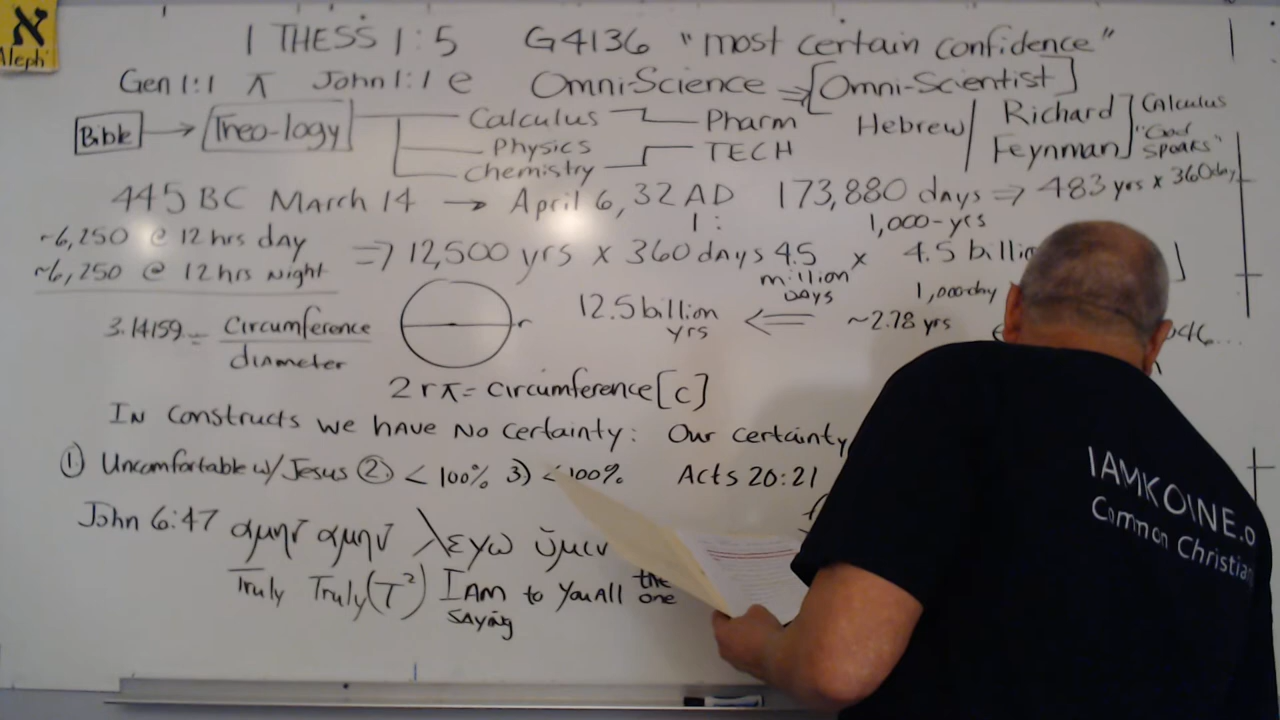 א
Aleph
1 THESS 1:5 G4136 "most certain confidence"
Gen 1:1 π John 1:1 e Omni-Science ⇒ [Omni-Scientist]
Bible → Theo-logy Calculus Pharm Hebrew / Richard Feynman] Calculus "God Speaks"
Physics TECH
Chemistry
445 BC March 14 → April 6, 32 AD 173,880 days ⇒ 483 yrs x 360 day
1: 1,000-yrs
~6,250 @ 12 hrs day
~6,250 @ 12 hrs Night ⇒ 12,500 yrs x 360 days 4.5 million Days x 4.5 billi
1,000 day ]
3.14159 = Circumference / diameter r 12.5 billion yrs ⇐ ~2.78 yrs 046...
2 r π = circumference [c]
IN Constructs we have No certainty: Our certainty
① Uncomfortable w/ Jesus ② < 100% 3) < 100% Acts 20:21
John 6:47 αμην αμην λεγω ὑμιν
Truly Truly (T²) I AM saying to You All the one
IAMKOINE.o
Common Christia